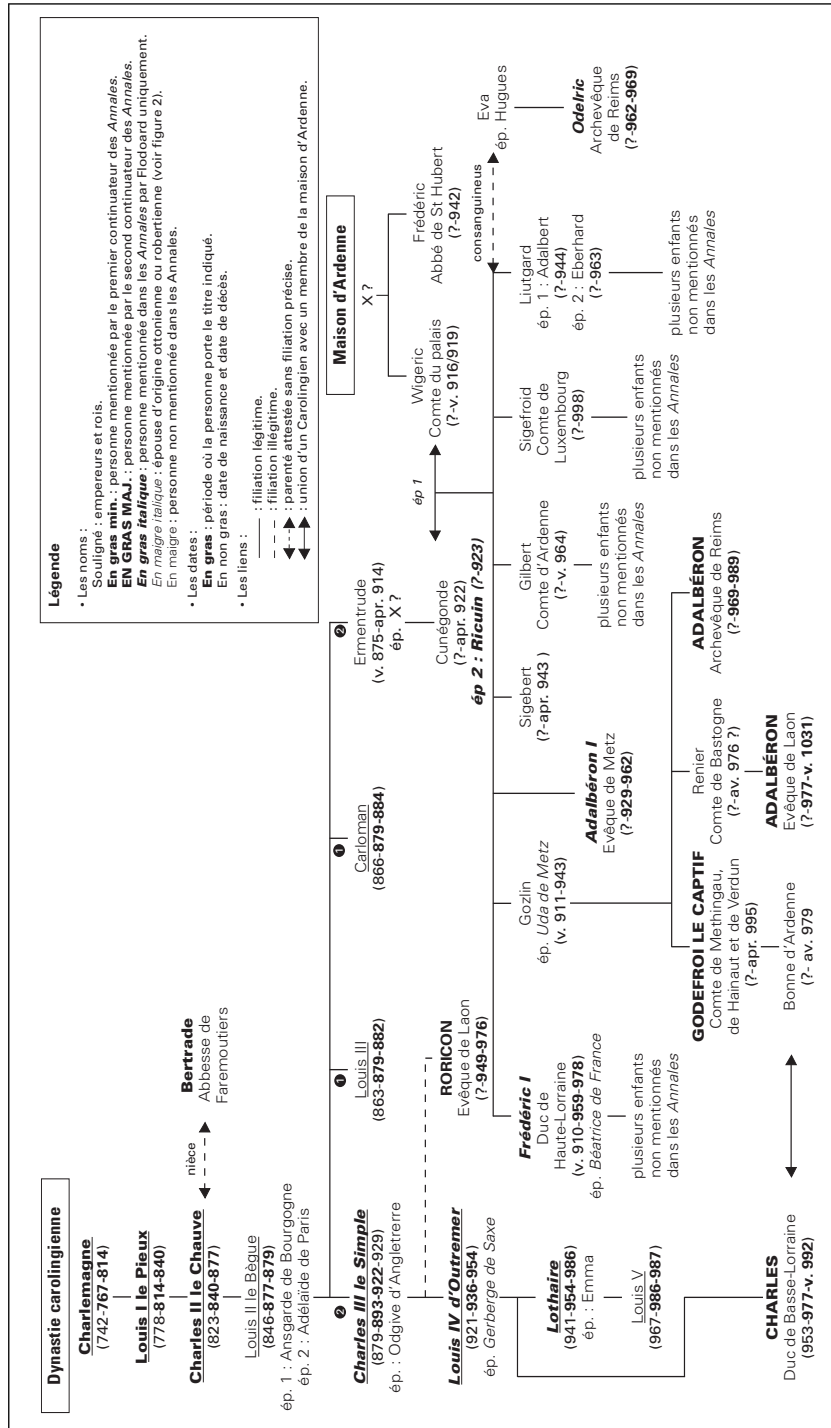 Dynastie carolingienne
Charlemagne
(742-767-814)
Louis I le Pieux
(778-814-840)
Charles II le Chauve
(823-840-877)
nièce
Bertrade
Abbesse de
Faremoutiers
Louis II le Bègue
(846-877-879)
ép. 1 : Ansgarde de Bourgogne
ép. 2 : Adélaïde de Paris
❷
Charles III le Simple
(879-893-922-929)
ép. : Odgive d'Angletrerre
❶
Louis III
(863-879-882)
❶
Carloman
(866-879-884)
❷
Ermentrude
(v. 875-apr. 914)
ép. X ?
Louis IV d'Outremer
(921-936-954)
ép. Gerberge de Saxe
RORICON
Evêque de Laon
(?-949-976)
Cunégonde
(?-apr. 922)
ép 2 : Ricuin (?-923)
ép 1
Maison d'Ardenne
X ?
Wigeric
Comte du palais
(?-v. 916/919)
Frédéric
Abbé de St Hubert
(?-942)
Lothaire
(941-954-986)
ép. : Emma
Louis V
(967-986-987)
Frédéric I
Duc de
Haute-Lorraine
(v. 910-959-978)
ép. Béatrice de France
plusieurs enfants
non mentionnés
dans les Annales
Gozlin
ép. Uda de Metz
(v. 911-943)
Adalbéron I
Evêque de Metz
(?-929-962)
Sigebert
(?-apr. 943)
Gilbert
Comte d'Ardenne
(?-v. 964)
plusieurs enfants
non mentionnés
dans les Annales
Sigefroid
Comte de
Luxembourg
(?-998)
plusieurs enfants
non mentionnés
dans les Annales
Liutgard
ép. 1 : Adalbert
(?-944)
ép. 2 : Eberhard
(?-963)
plusieurs enfants
non mentionnés
dans les Annales
consanguineus
Eva
ép. Hugues
Odelric
Archevêque
de Reims
(?-962-969)
CHARLES
Duc de Basse-Lorraine
(953-977-v. 992)
GODEFROI LE CAPTIF
Comte de Methingau,
de Hainaut et de Verdun
(?-apr. 995)
Bonne d'Ardenne
(?- av. 979
Renier
Comte de Bastogne
(?-av. 976 ?)
ADALBÉRON
Evêque de Laon
(?-977-v. 1031)
ADALBÉRON
Archevêque de Reims
(?-969-989)
Légende
• Les noms :
Souligné : empereurs et rois.
En gras min. : personne mentionnée par le premier continuateur des Annales.
EN GRAS MAJ. : personne mentionnée par le second continuateur des Annales.
En gras italique : personne mentionnée dans les Annales par Flodoard uniquement.
En maigre italique : épouse d'origine ottonienne ou robertienne (voir figure 2).
En maigre : personne non mentionnée dans les Annales.
• Les dates :
En gras : période où la personne porte le titre indiqué.
En non gras : date de naissance et date de décès.
• Les liens :
: filiation légitime.
: filiation illégitime.
: parenté attestée sans filiation précise.
: union d'un Carolingien avec un membre de la maison d'Ardenne.